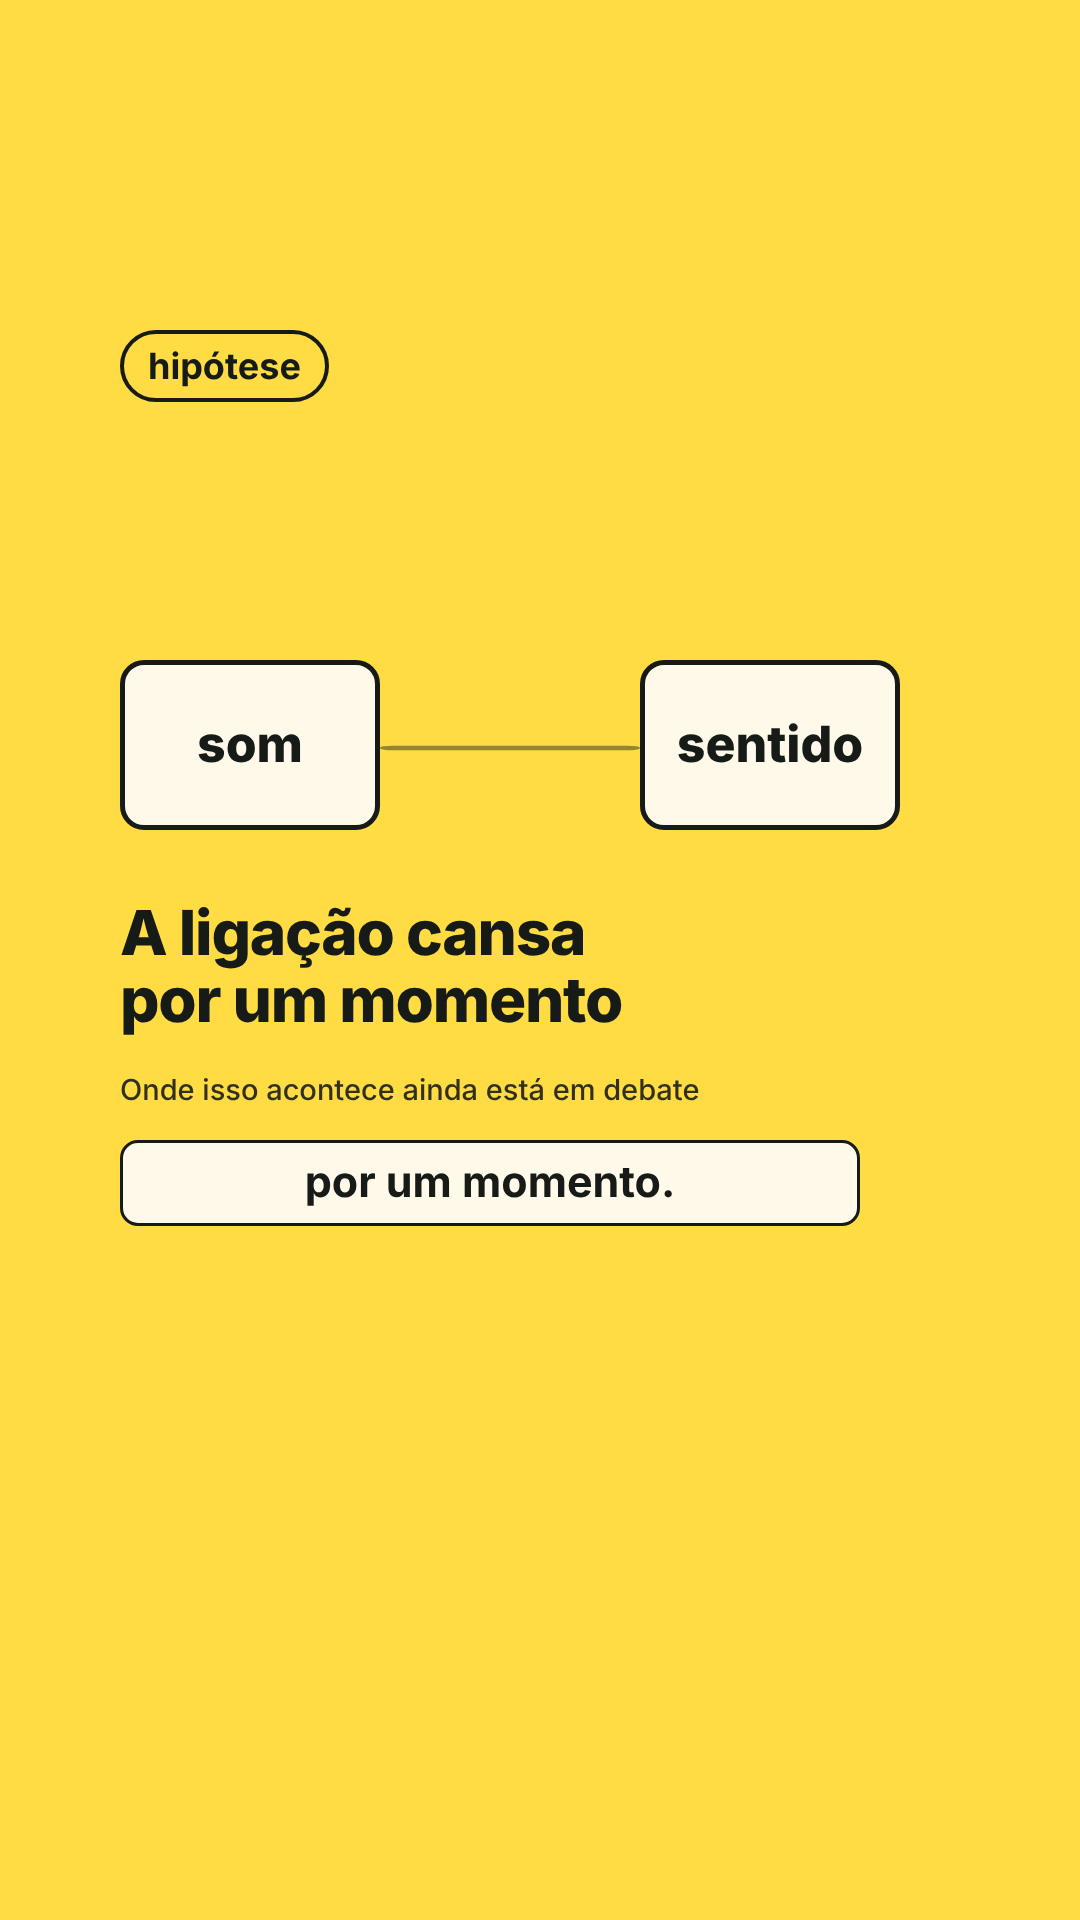 hipótese
som
sentido
A ligação cansa
por um momento
Onde isso acontece ainda está em debate
por um momento.